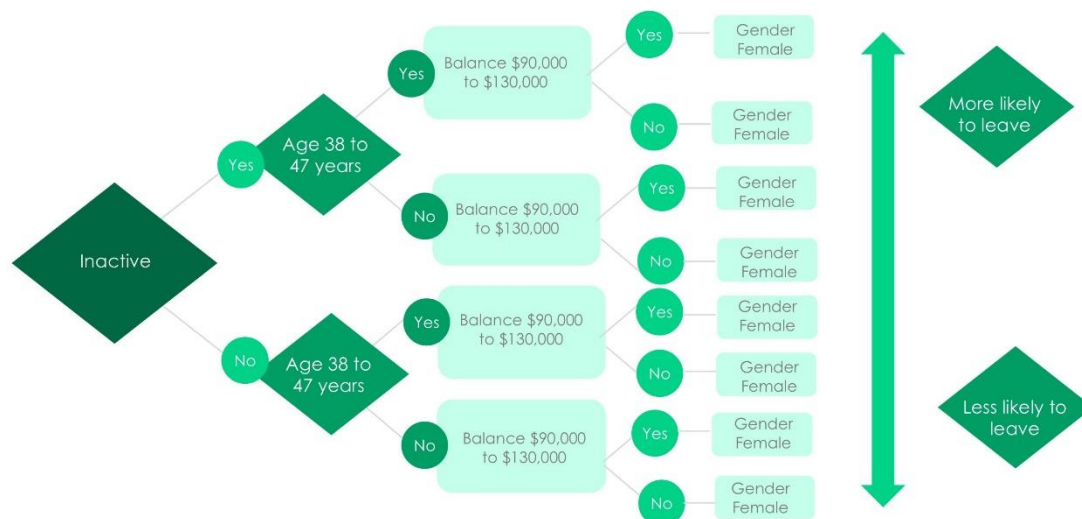 Inactive
Yes
Age 38 to
47 years
Yes
Balance $90,000
to $130,000
Yes
Gender
Female
No
Gender
Female
No
Balance $90,000
to $130,000
Yes
Gender
Female
No
Gender
Female
No
Age 38 to
47 years
Yes
Balance $90,000
to $130,000
Yes
Gender
Female
No
Gender
Female
No
Balance $90,000
to $130,000
Yes
Gender
Female
No
Gender
Female
More likely
to leave
Less likely to
leave